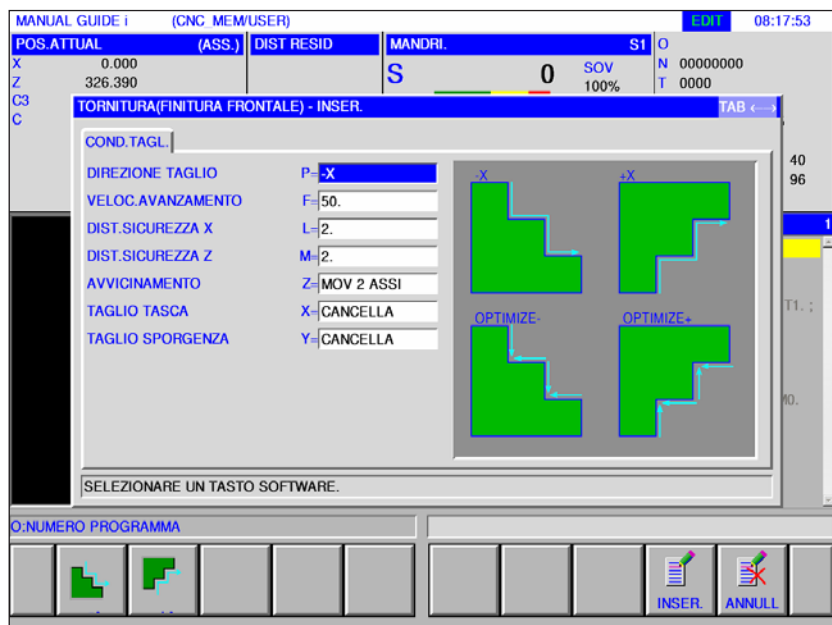 MANUAL GUIDE i (CNC_MEM/USER) EDIT 08:17:53
POS.ATTUAL (ASS.) DIST RESID MANDRI. S1 O
X 0.000 N 00000000
Z 326.390 S 0 SOV 100% T 0000
C3
C
TORNITURA(FINITURA FRONTALE) - INSER. TAB ←→
COND.TAGL.
DIREZIONE TAGLIO P=-X
VELOC.AVANZAMENTO F=50.
DIST.SICUREZZA X L=2.
DIST.SICUREZZA Z M=2.
AVVICINAMENTO Z=MOV 2 ASSI
TAGLIO TASCA X=CANCELLA
TAGLIO SPORGENZA Y=CANCELLA
-X +X
OPTIMIZE- OPTIMIZE+
40
96
1
T1. ;
M0.
SELEZIONARE UN TASTO SOFTWARE.
O:NUMERO PROGRAMMA
INSER. ANNULL